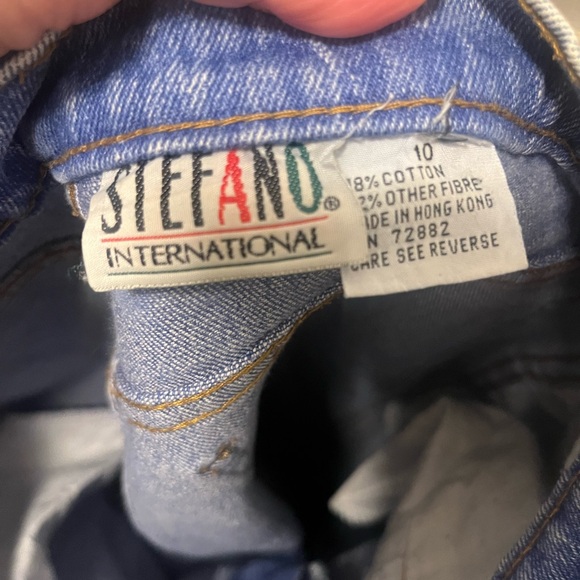 STEFANO®
INTERNATIONAL
10
8% COTTON
2% OTHER FIBRE
ADE IN HONG KONG
N 72882
ARE SEE REVERSE